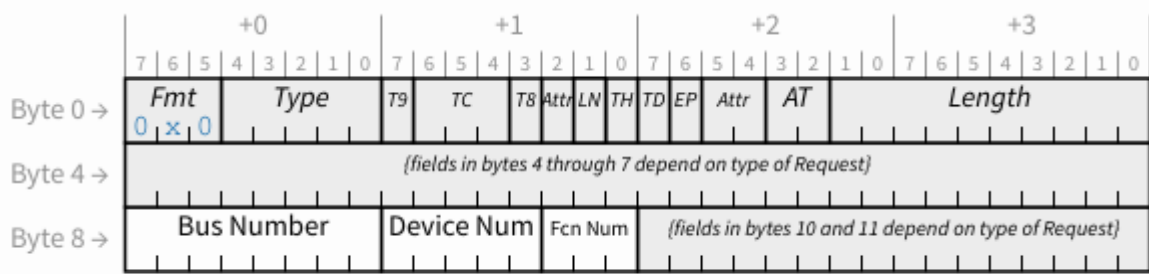 +0 +1 +2 +3
7 6 5 4 3 2 1 0 7 6 5 4 3 2 1 0 7 6 5 4 3 2 1 0 7 6 5 4 3 2 1 0
Byte 0 → Fmt Type T9 TC T8 Attr LN TH TD EP Attr AT Length
0 x 0
Byte 4 → {fields in bytes 4 through 7 depend on type of Request}
Byte 8 → Bus Number Device Num Fcn Num {fields in bytes 10 and 11 depend on type of Request}